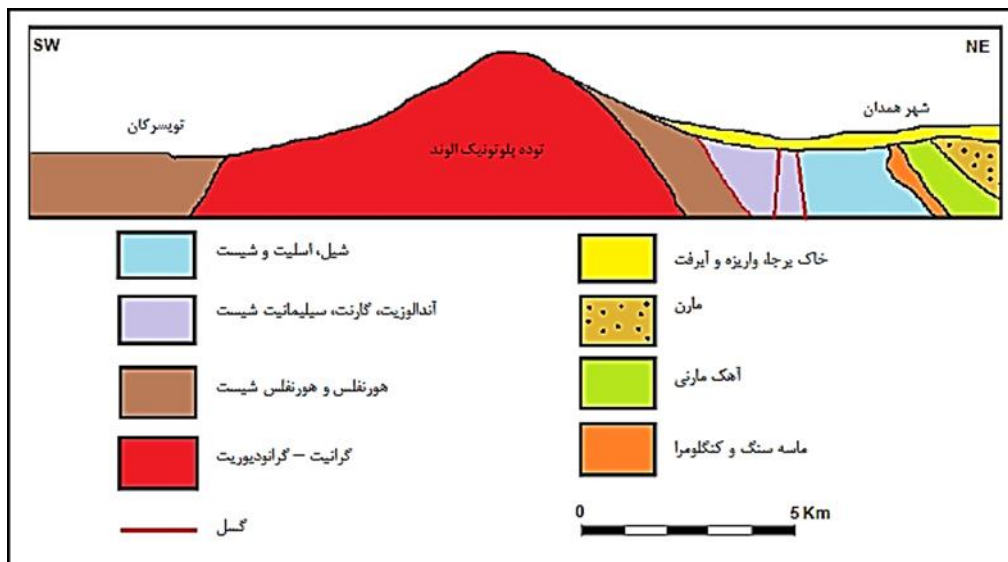 SW
NE
تویسرکان
شهر همدان
توده پلوتونیک الوند
شیل، اسلیت و شیست
آندالوزیت، گارنت، سیلیمانیت شیست
هورنفلس و هورنفلس شیست
گرانیت – گرانودیوریت
گسل
خاک برجا، واریزه و آبرفت
مارن
آهک مارنی
ماسه سنگ و کنگلومرا
0
5 Km